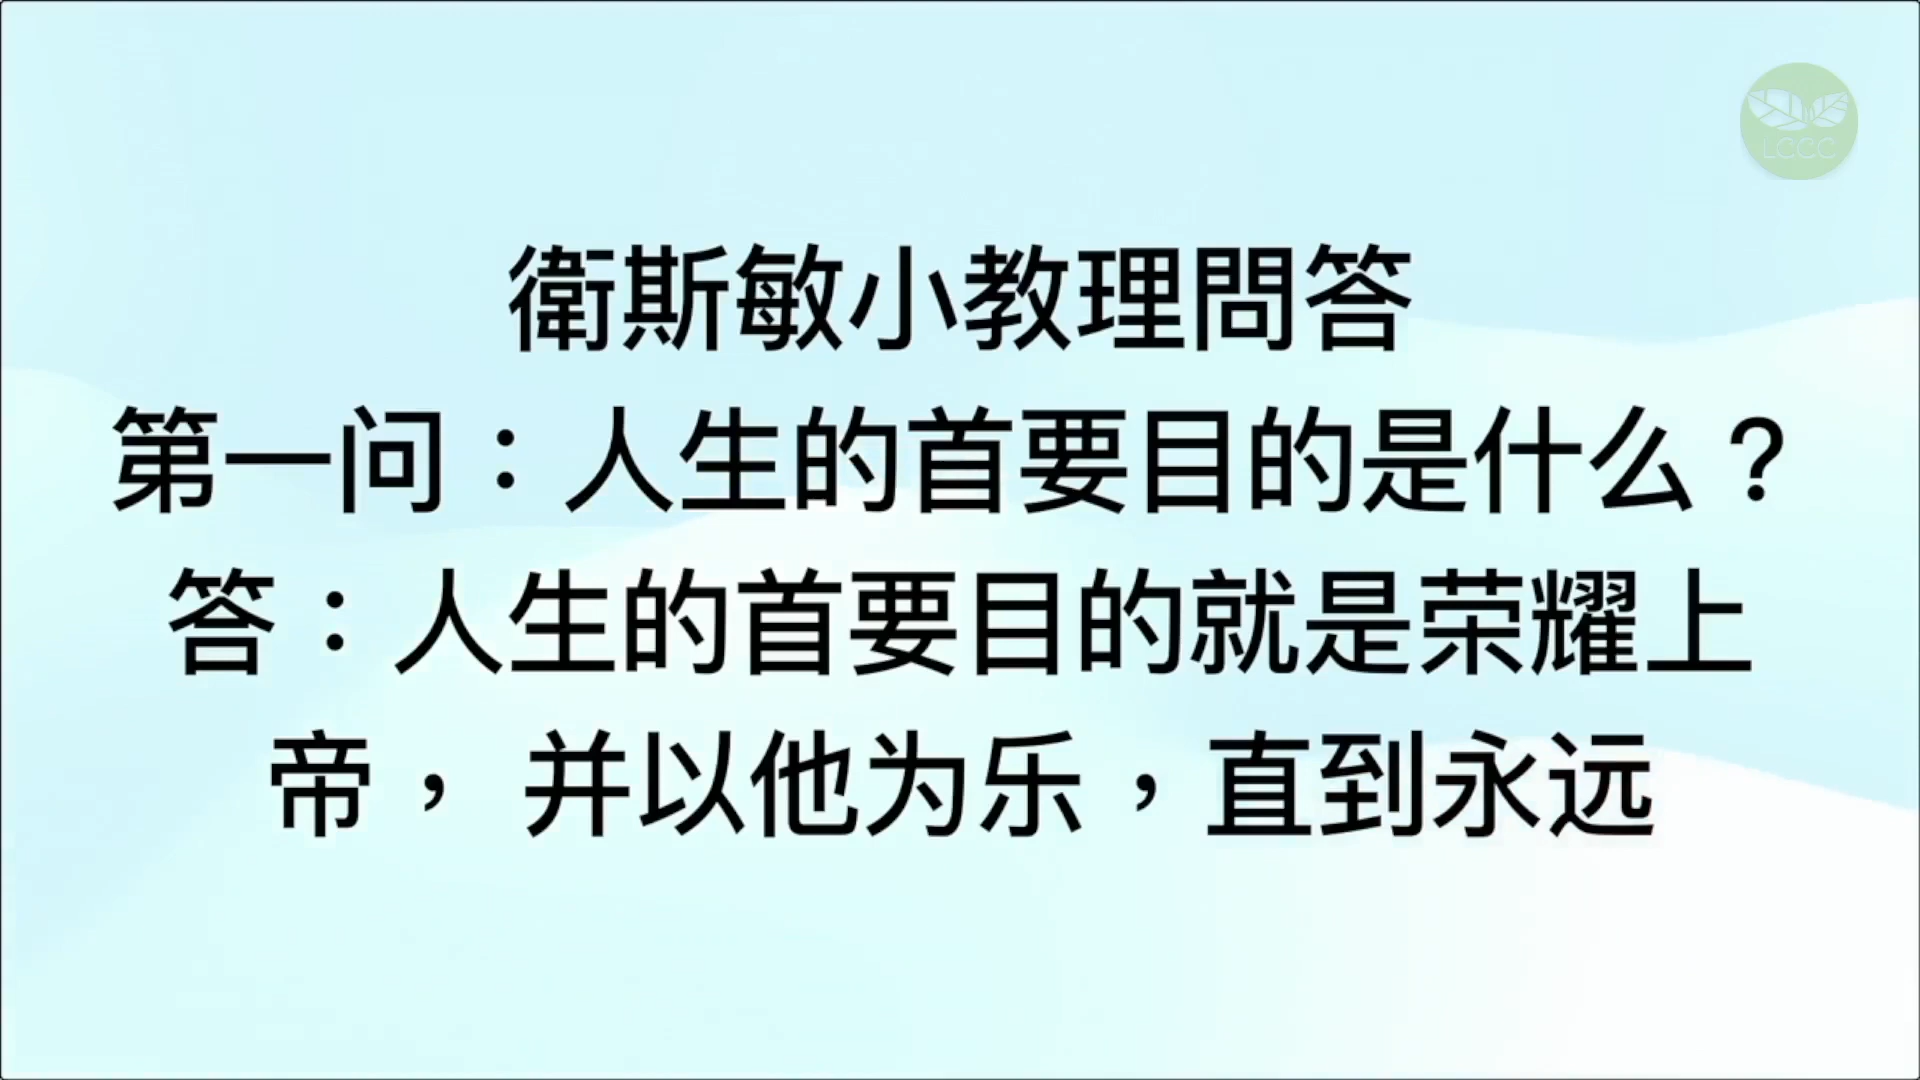 LCCC
衛斯敏小教理問答
第一问：人生的首要目的是什么？
答：人生的首要目的就是荣耀上
帝， 并以他为乐，直到永远